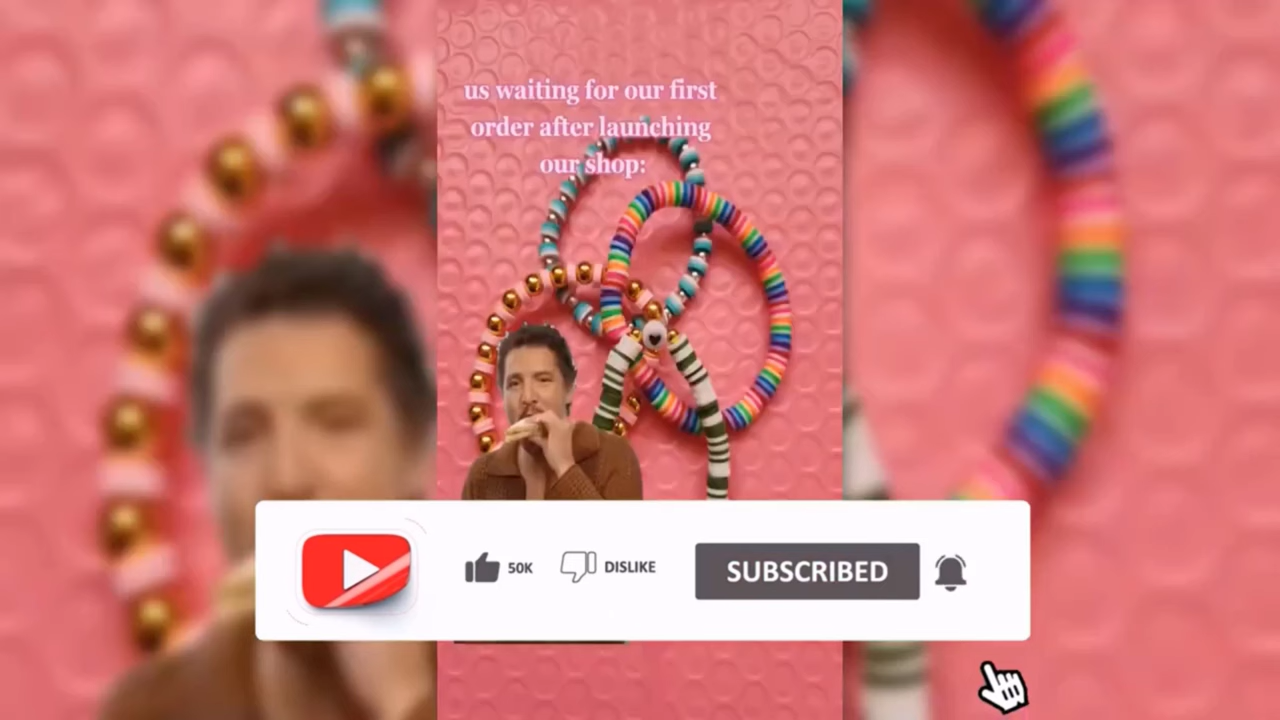 us waiting for our first
order after launching
our shop:
50K
DISLIKE
SUBSCRIBED